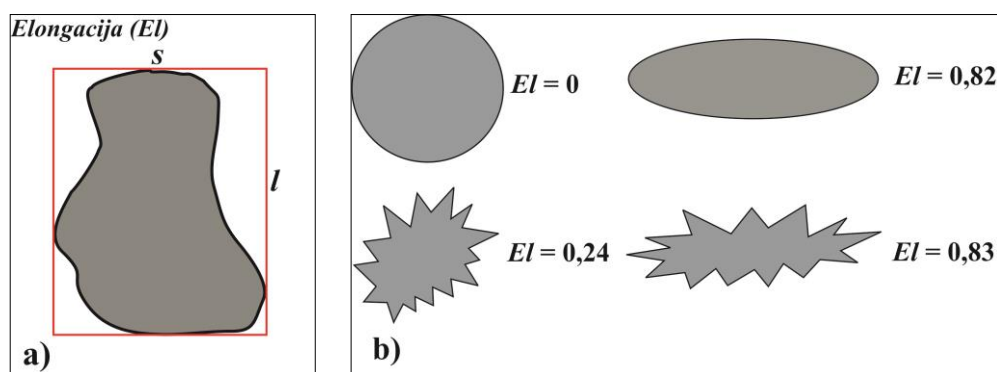 Elongacija (El)
s
l
a)
El = 0
El = 0,82
El = 0,24
El = 0,83
b)